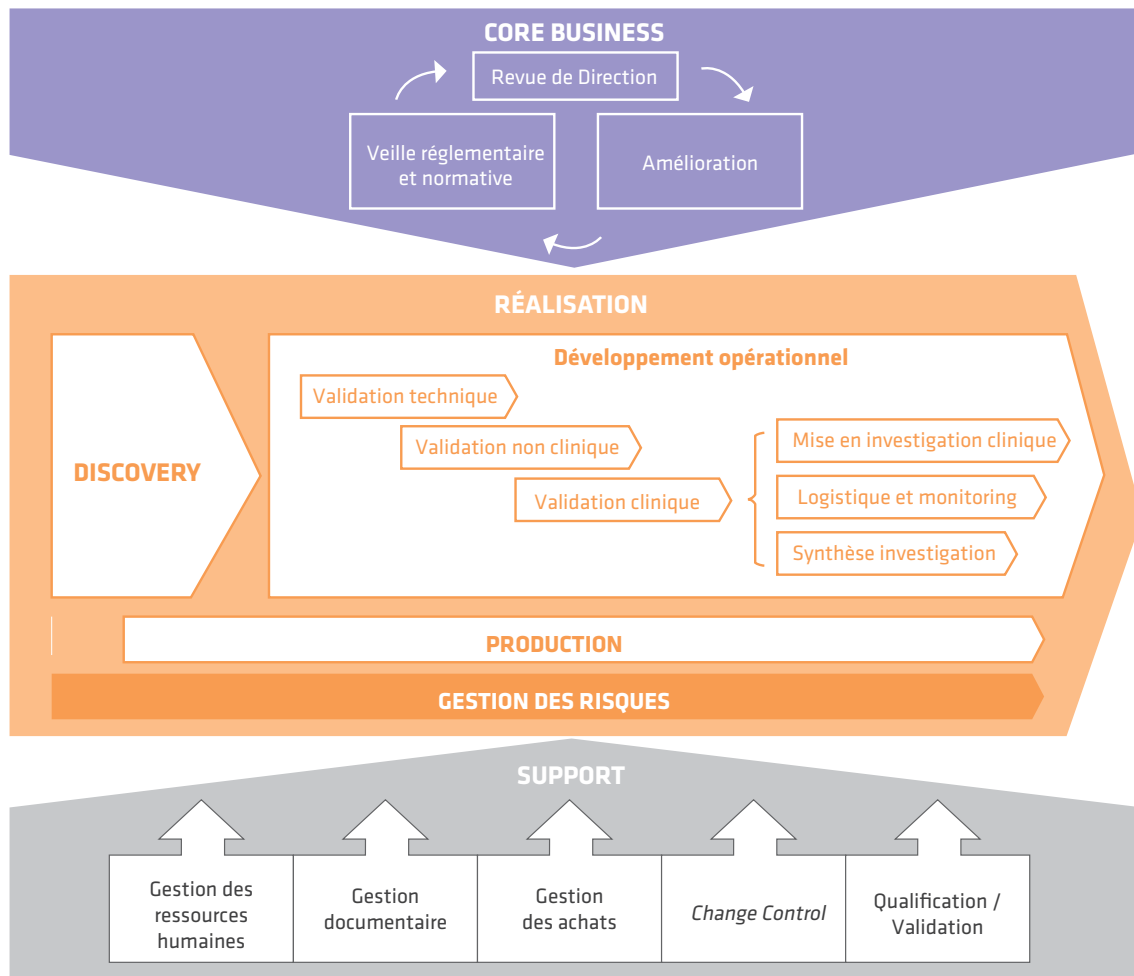 CORE BUSINESS
Revue de Direction
Veille réglementaire
et normative
Amélioration
RÉALISATION
DISCOVERY
Développement opérationnel
Validation technique
Validation non clinique
Validation clinique
Mise en investigation clinique
Logistique et monitoring
Synthèse investigation
PRODUCTION
GESTION DES RISQUES
SUPPORT
Gestion des
ressources
humaines
Gestion
documentaire
Gestion
des achats
Change Control
Qualification /
Validation